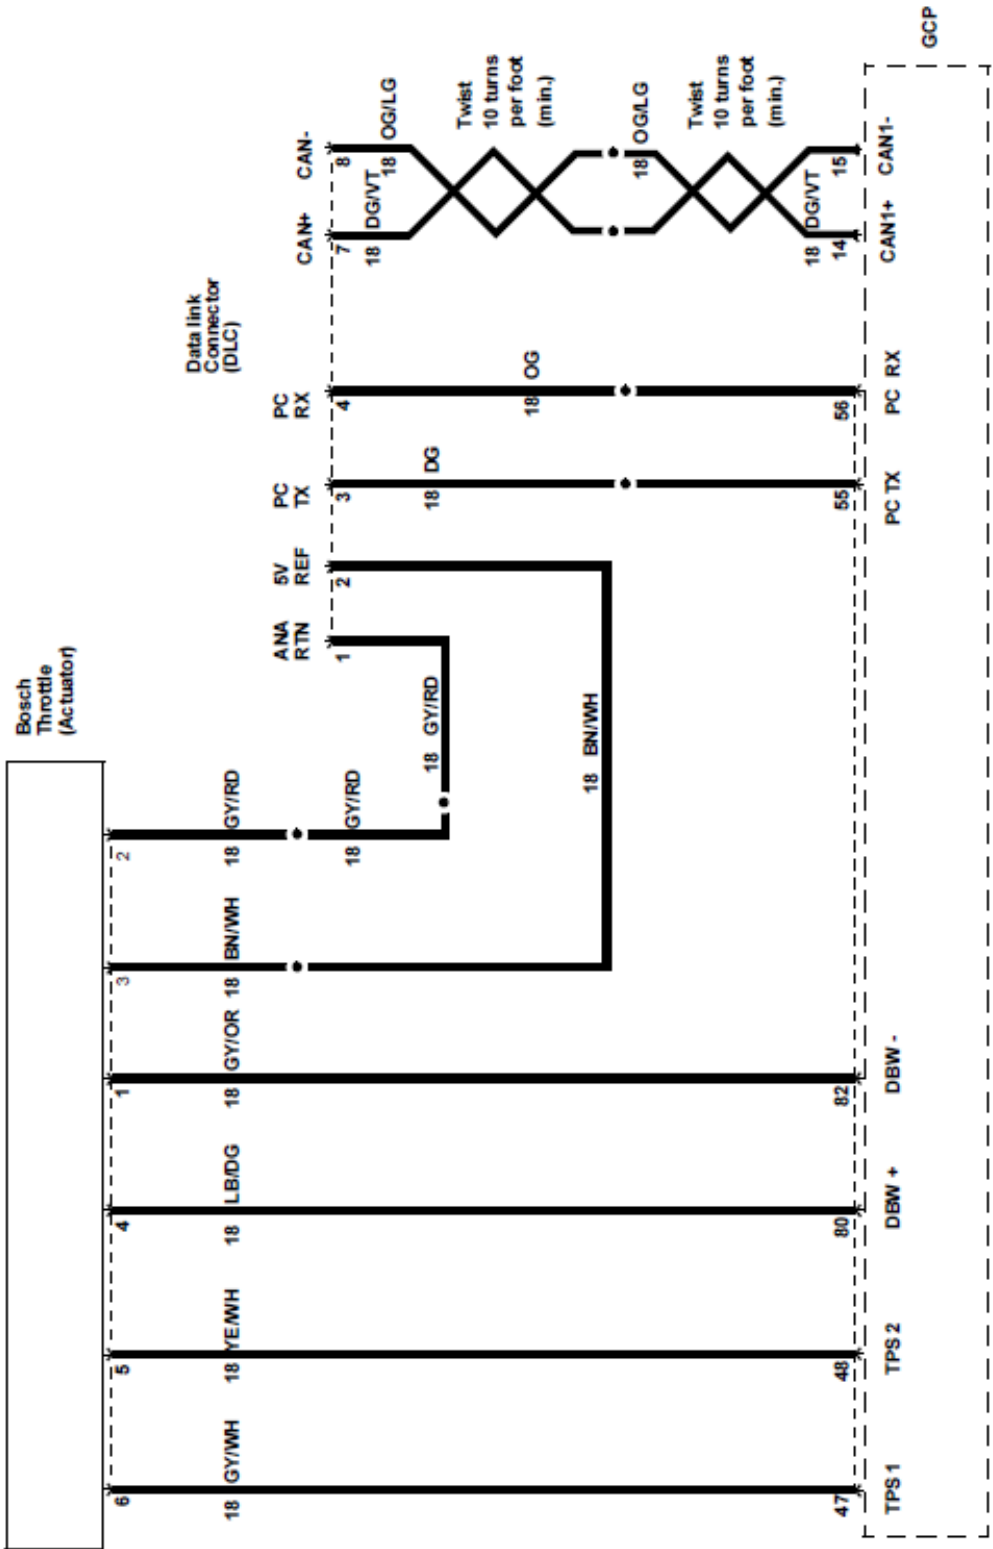 Bosch
Throttle
(Actuator)
Data link
Connector
(DLC)
GCP
6
18 GY/WH
47
TPS 1
5
18 YE/WH
48
TPS 2
4
18 LB/DG
80
DBW +
1
18 GY/OR
82
DBW -
3
18 BN/WH
18 BN/WH
2
18 GY/RD
18 GY/RD
18 GY/RD
ANA
RTN
1
5V
REF
2
PC
TX
3
18 DG
55
PC TX
PC
RX
4
18 OG
56
PC RX
CAN+
7
18 DG/VT
CAN-
8
18 OG/LG
Twist
10 turns
per foot
(min.)
18 OG/LG
Twist
10 turns
per foot
(min.)
18 DG/VT
14
CAN1+
15
CAN1-